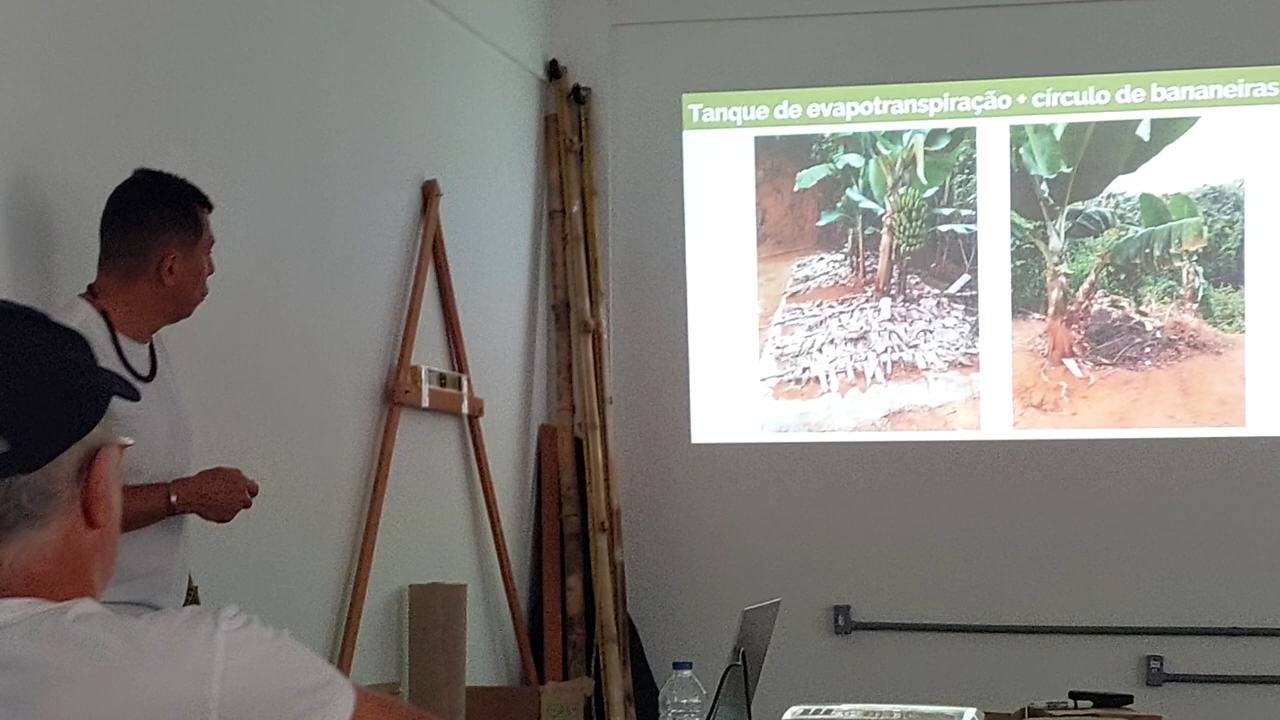 Tanque de evapotranspiração + círculo de bananeiras